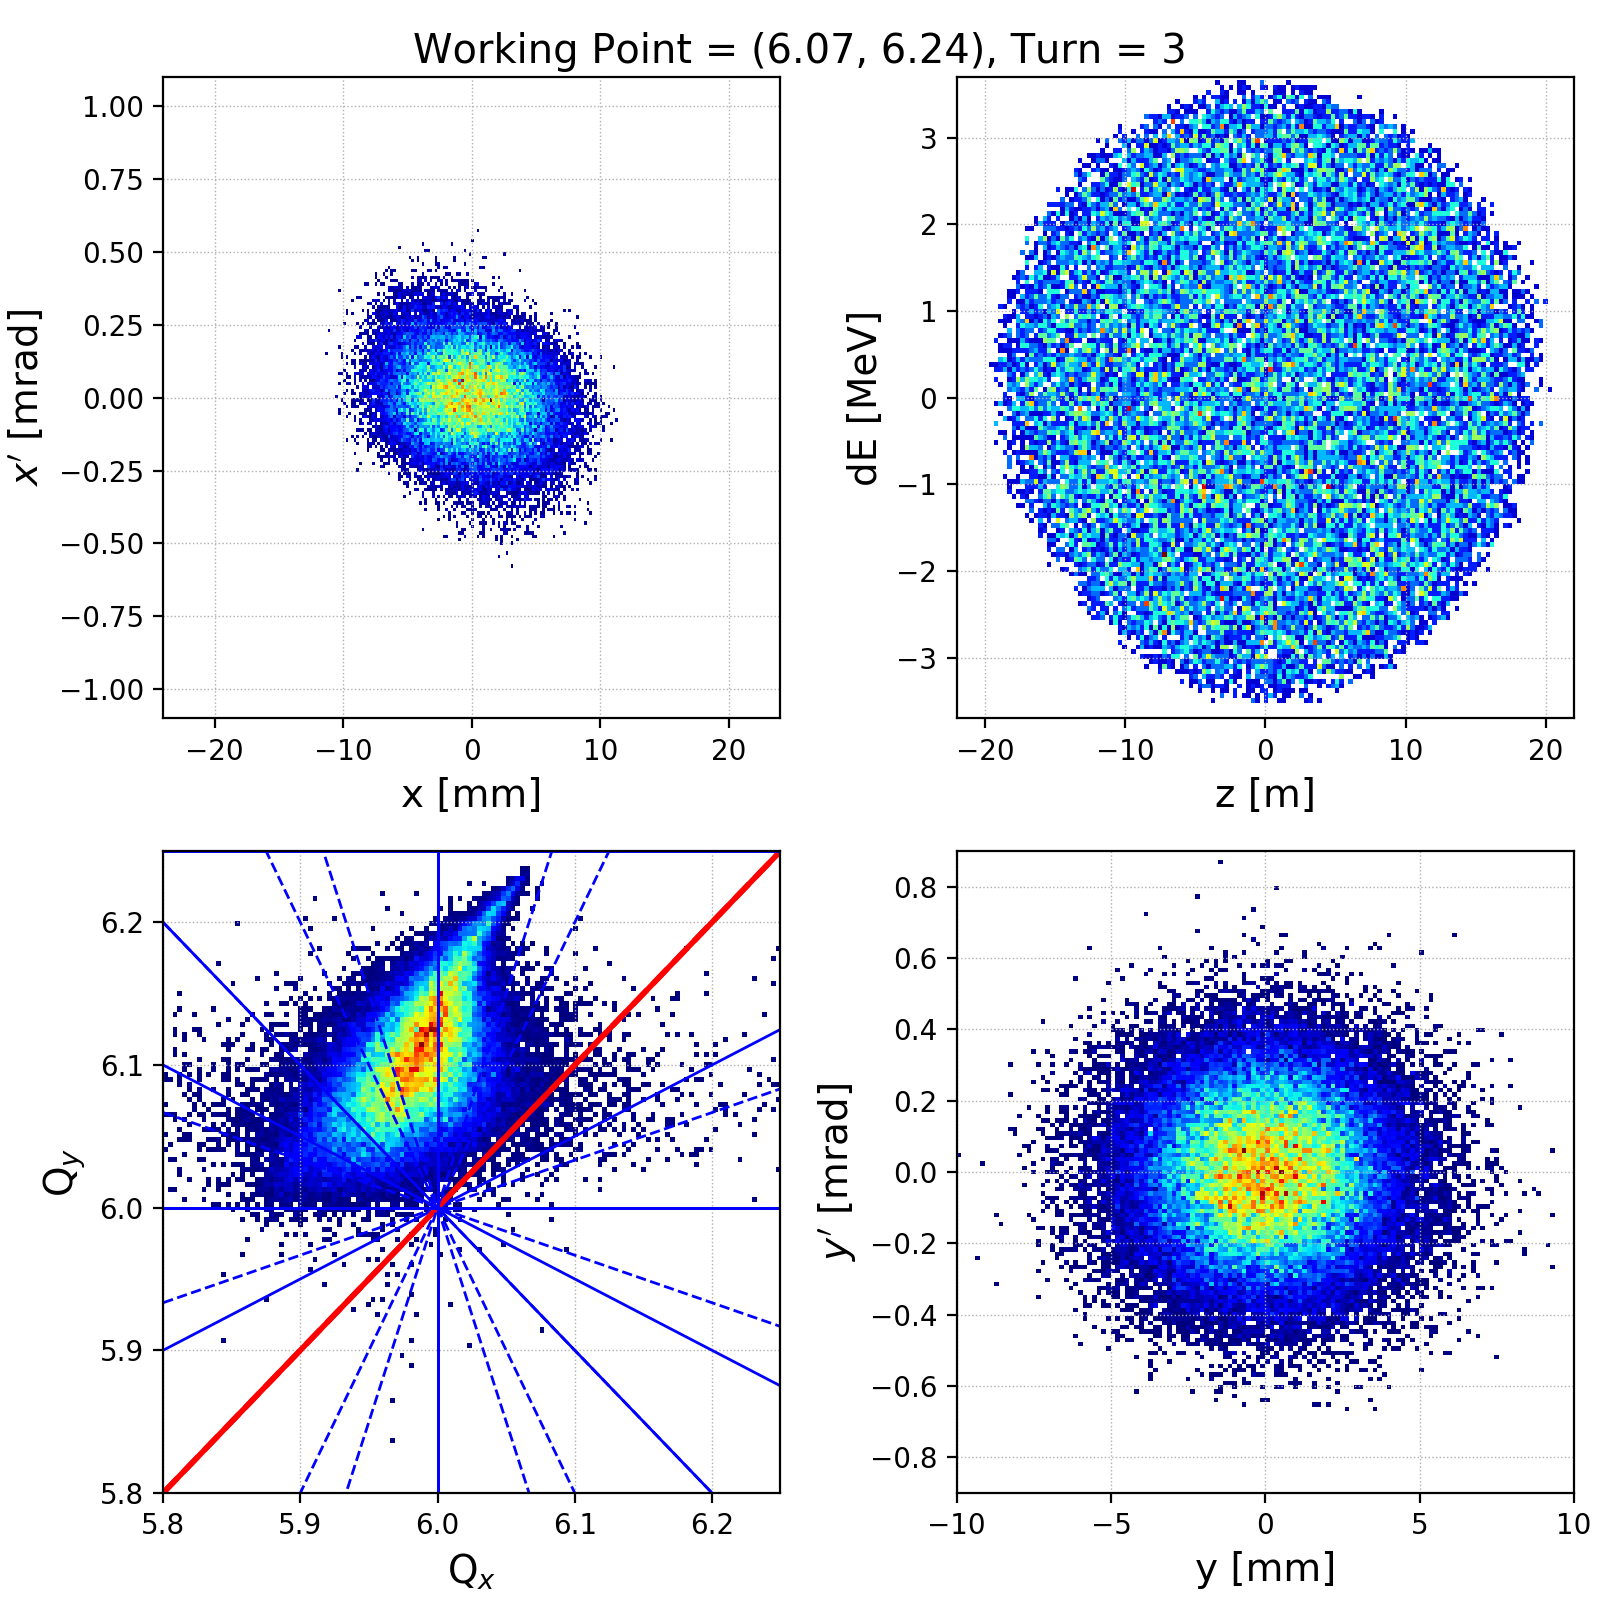 Working Point = (6.07, 6.24), Turn = 3
1.00
0.75
0.50
0.25
0.00
−0.25
−0.50
−0.75
−1.00
x′ [mrad]
−20 −10 0 10 20
x [mm]
3
2
1
0
−1
−2
−3
dE [MeV]
−20 −10 0 10 20
z [m]
6.2
6.1
6.0
5.9
5.8
Qy
5.8 5.9 6.0 6.1 6.2
Qx
0.8
0.6
0.4
0.2
0.0
−0.2
−0.4
−0.6
−0.8
y′ [mrad]
−10 −5 0 5 10
y [mm]